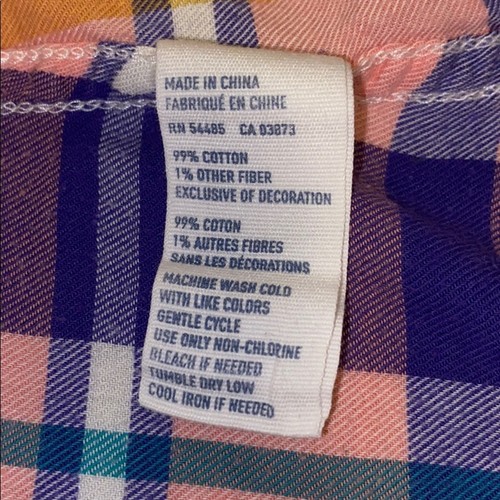 MADE IN CHINA
FABRIQUÉ EN CHINE
RN 54485 CA 03873
99% COTTON
1% OTHER FIBER
EXCLUSIVE OF DECORATION
99% COTON
1% AUTRES FIBRES
SANS LES DÉCORATIONS
MACHINE WASH COLD
WITH LIKE COLORS
GENTLE CYCLE
USE ONLY NON-CHLORINE
BLEACH IF NEEDED
TUMBLE DRY LOW
COOL IRON IF NEEDED